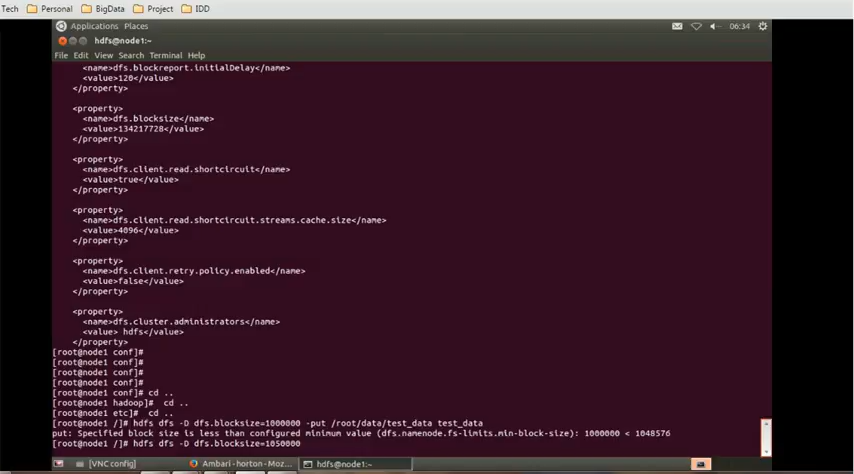 Tech Personal BigData Project IDD
Applications Places 06:34
hdfs@node1:~
File Edit View Search Terminal Help
<name>dfs.blockreport.initialDelay</name>
<value>120</value>
</property>
<property>
<name>dfs.blocksize</name>
<value>134217728</value>
</property>
<property>
<name>dfs.client.read.shortcircuit</name>
<value>true</value>
</property>
<property>
<name>dfs.client.read.shortcircuit.streams.cache.size</name>
<value>4096</value>
</property>
<property>
<name>dfs.client.retry.policy.enabled</name>
<value>false</value>
</property>
<property>
<name>dfs.cluster.administrators</name>
<value> hdfs</value>
</property>
[root@node1 conf]#
[root@node1 conf]#
[root@node1 conf]#
[root@node1 conf]#
[root@node1 conf]# cd ..
[root@node1 hadoop]# cd ..
[root@node1 etc]# cd ..
[root@node1 /]# hdfs dfs -D dfs.blocksize=1000000 -put /root/data/test_data test_data
put: Specified block size is less than configured minimum value (dfs.namenode.fs-limits.min-block-size): 1000000 < 1048576
[root@node1 /]# hdfs dfs -D dfs.blocksize=1050000
[VNC config] Ambari - horton - Moz... hdfs@node1:~